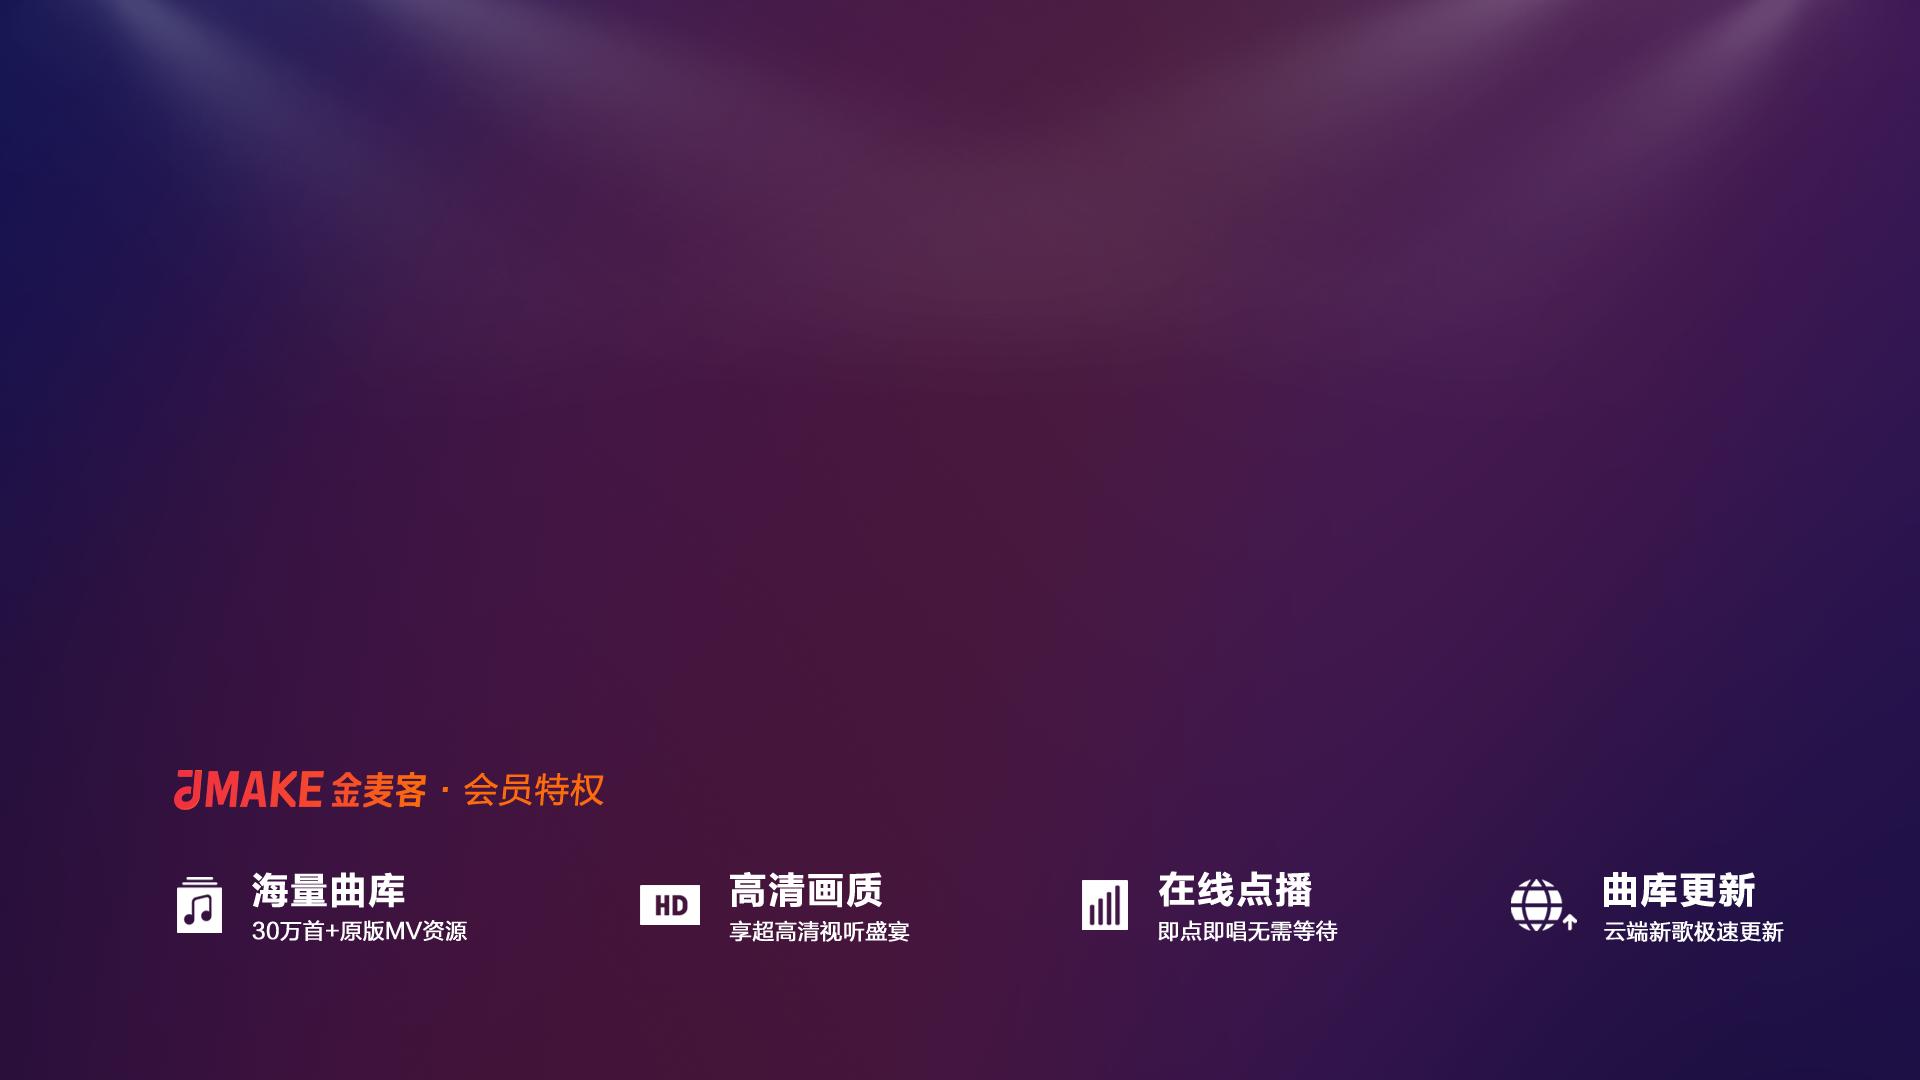 JMAKE 金麦客 · 会员特权
海量曲库
30万首+原版MV资源
HD
高清画质
享超高清视听盛宴
在线点播
即点即唱无需等待
曲库更新
云端新歌极速更新